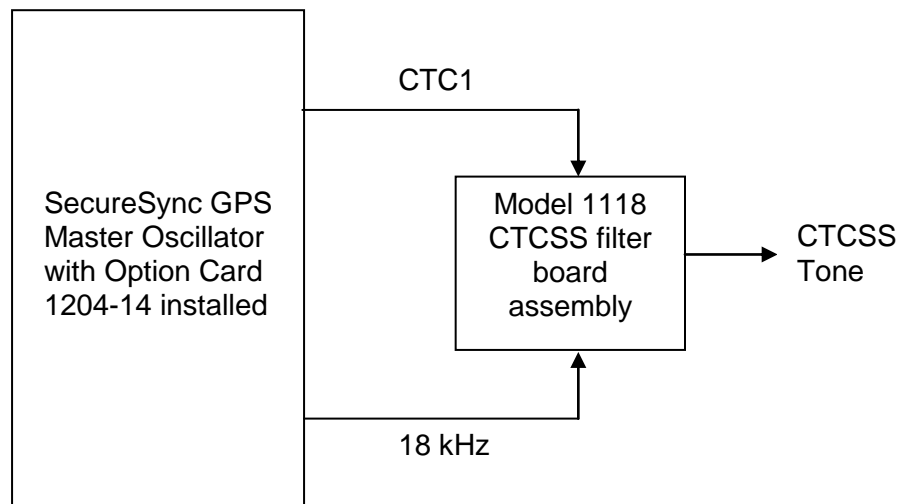 CTC1
SecureSync GPS
Master Oscillator
with Option Card
1204-14 installed
Model 1118
CTCSS filter
board
assembly
CTCSS
Tone
18 kHz